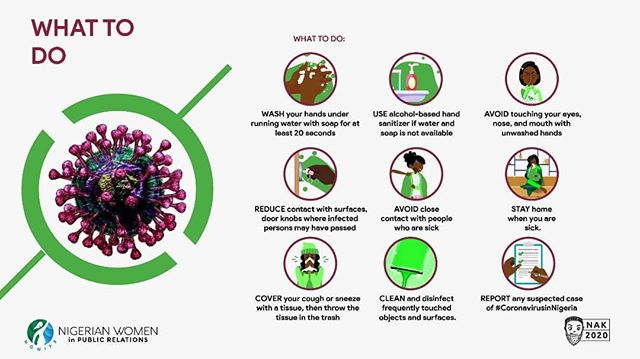 WHAT TO
DO
WHAT TO DO:
WASH your hands under
running water with soap for at
least 20 seconds
USE alcohol-based hand
sanitizer if water and
soap is not available
AVOID touching your eyes,
nose, and mouth with
unwashed hands
REDUCE contact with surfaces,
door knobs where infected
persons may have passed
AVOID close
contact with people
who are sick
STAY home
when you are
sick.
COVER your cough or sneeze
with a tissue, then throw the
tissue in the trash
CLEAN and disinfect
frequently touched
objects and surfaces.
REPORT any suspected case
of #CoronavirusinNigeria
NIGERIAN WOMEN
in PUBLIC RELATIONS
NAK
2020